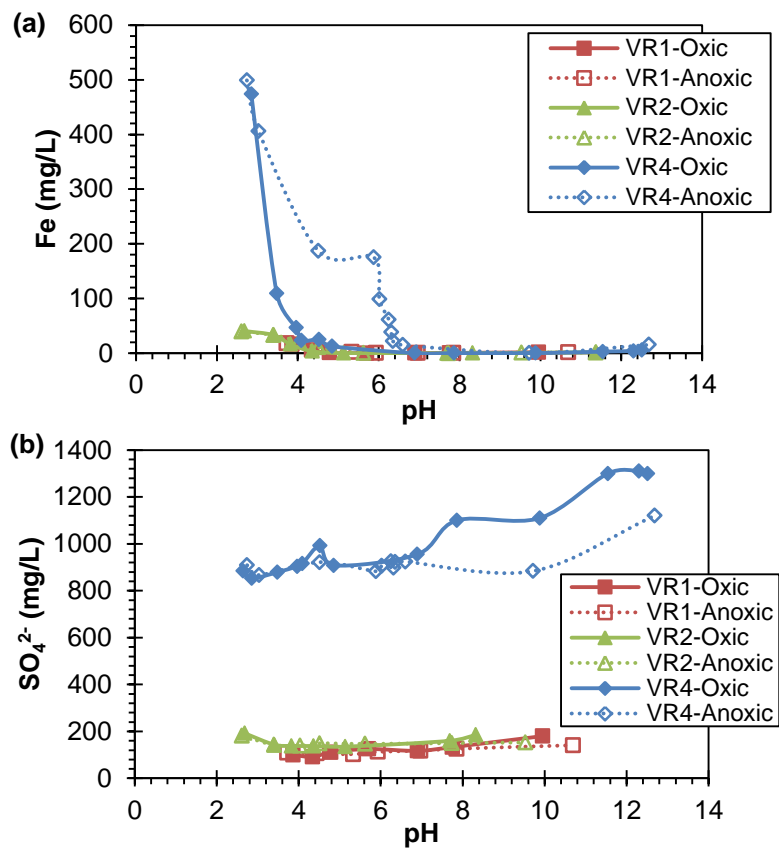 (a)
600
500
400
300
200
100
0
Fe (mg/L)
0 2 4 6 8 10 12 14
pH
VR1-Oxic
VR1-Anoxic
VR2-Oxic
VR2-Anoxic
VR4-Oxic
VR4-Anoxic
(b)
1400
1200
1000
800
600
400
200
0
SO₄²⁻ (mg/L)
0 2 4 6 8 10 12 14
pH
VR1-Oxic
VR1-Anoxic
VR2-Oxic
VR2-Anoxic
VR4-Oxic
VR4-Anoxic